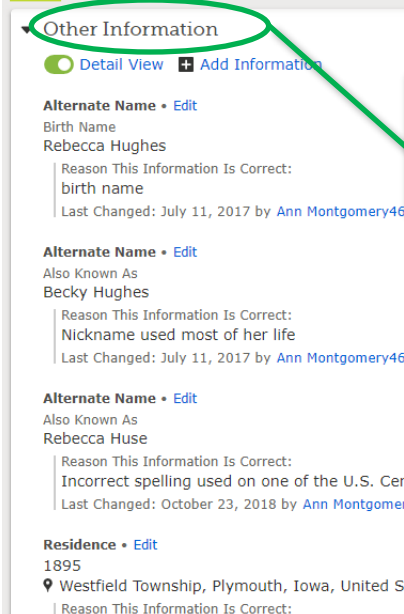 Other Information
Detail View Add Information
Alternate Name • Edit
Birth Name
Rebecca Hughes
Reason This Information Is Correct:
birth name
Last Changed: July 11, 2017 by Ann Montgomery46
Alternate Name • Edit
Also Known As
Becky Hughes
Reason This Information Is Correct:
Nickname used most of her life
Last Changed: July 11, 2017 by Ann Montgomery46
Alternate Name • Edit
Also Known As
Rebecca Huse
Reason This Information Is Correct:
Incorrect spelling used on one of the U.S. Cen
Last Changed: October 23, 2018 by Ann Montgomer
Residence • Edit
1895
Westfield Township, Plymouth, Iowa, United S
Reason This Information Is Correct: